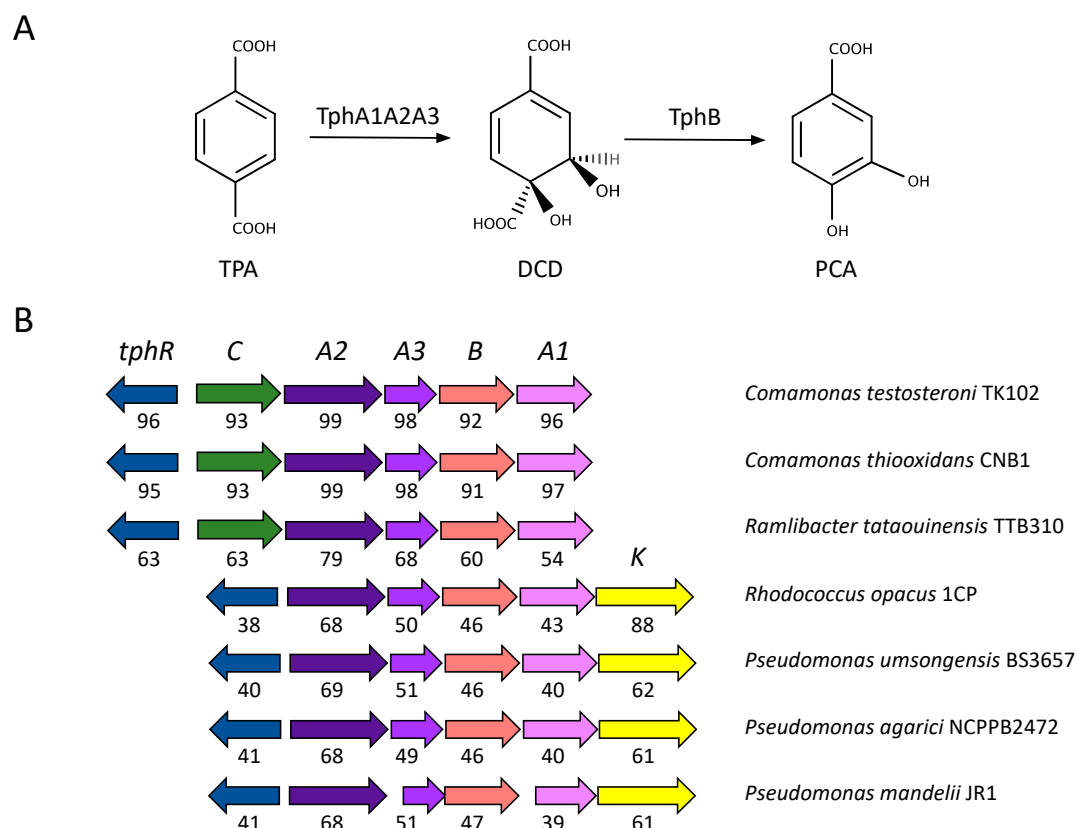 A
COOH
COOH
TPA
TphA1A2A3
COOH
H
OH
OH
HOOC
DCD
TphB
COOH
OH
OH
PCA
B
tphR C A2 A3 B A1
96 93 99 98 92 96 Comamonas testosteroni TK102
95 93 99 98 91 97 Comamonas thiooxidans CNB1
63 63 79 68 60 54 Ramlibacter tataouinensis TTB310
K
38 68 50 46 43 88 Rhodococcus opacus 1CP
40 69 51 46 40 62 Pseudomonas umsongensis BS3657
41 68 49 46 40 61 Pseudomonas agarici NCPPB2472
41 68 51 47 39 61 Pseudomonas mandelii JR1